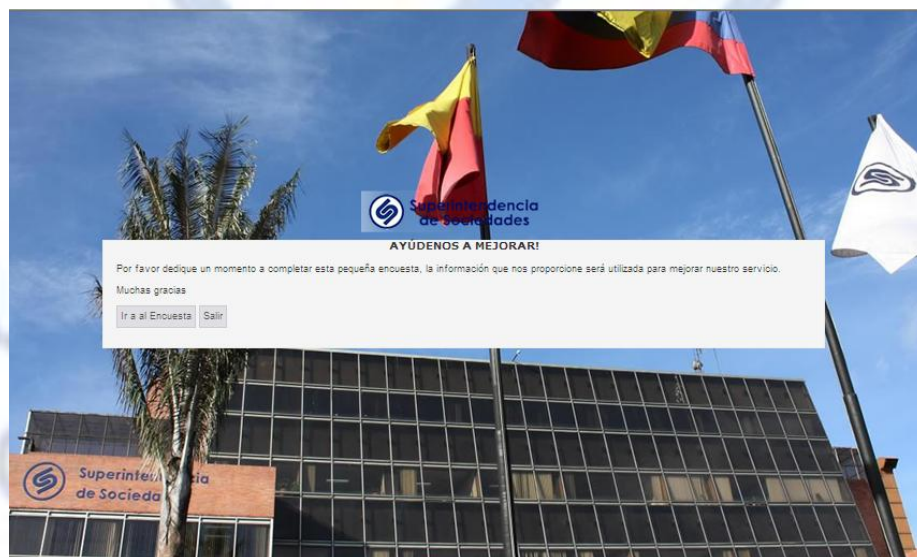 Superintendencia
de Sociedades
AYÚDENOS A MEJORAR!
Por favor dedique un momento a completar esta pequeña encuesta, la información que nos proporcione será utilizada para mejorar nuestro servicio.
Muchas gracias
Ir a al Encuesta Salir
Superintendencia
de Sociedades